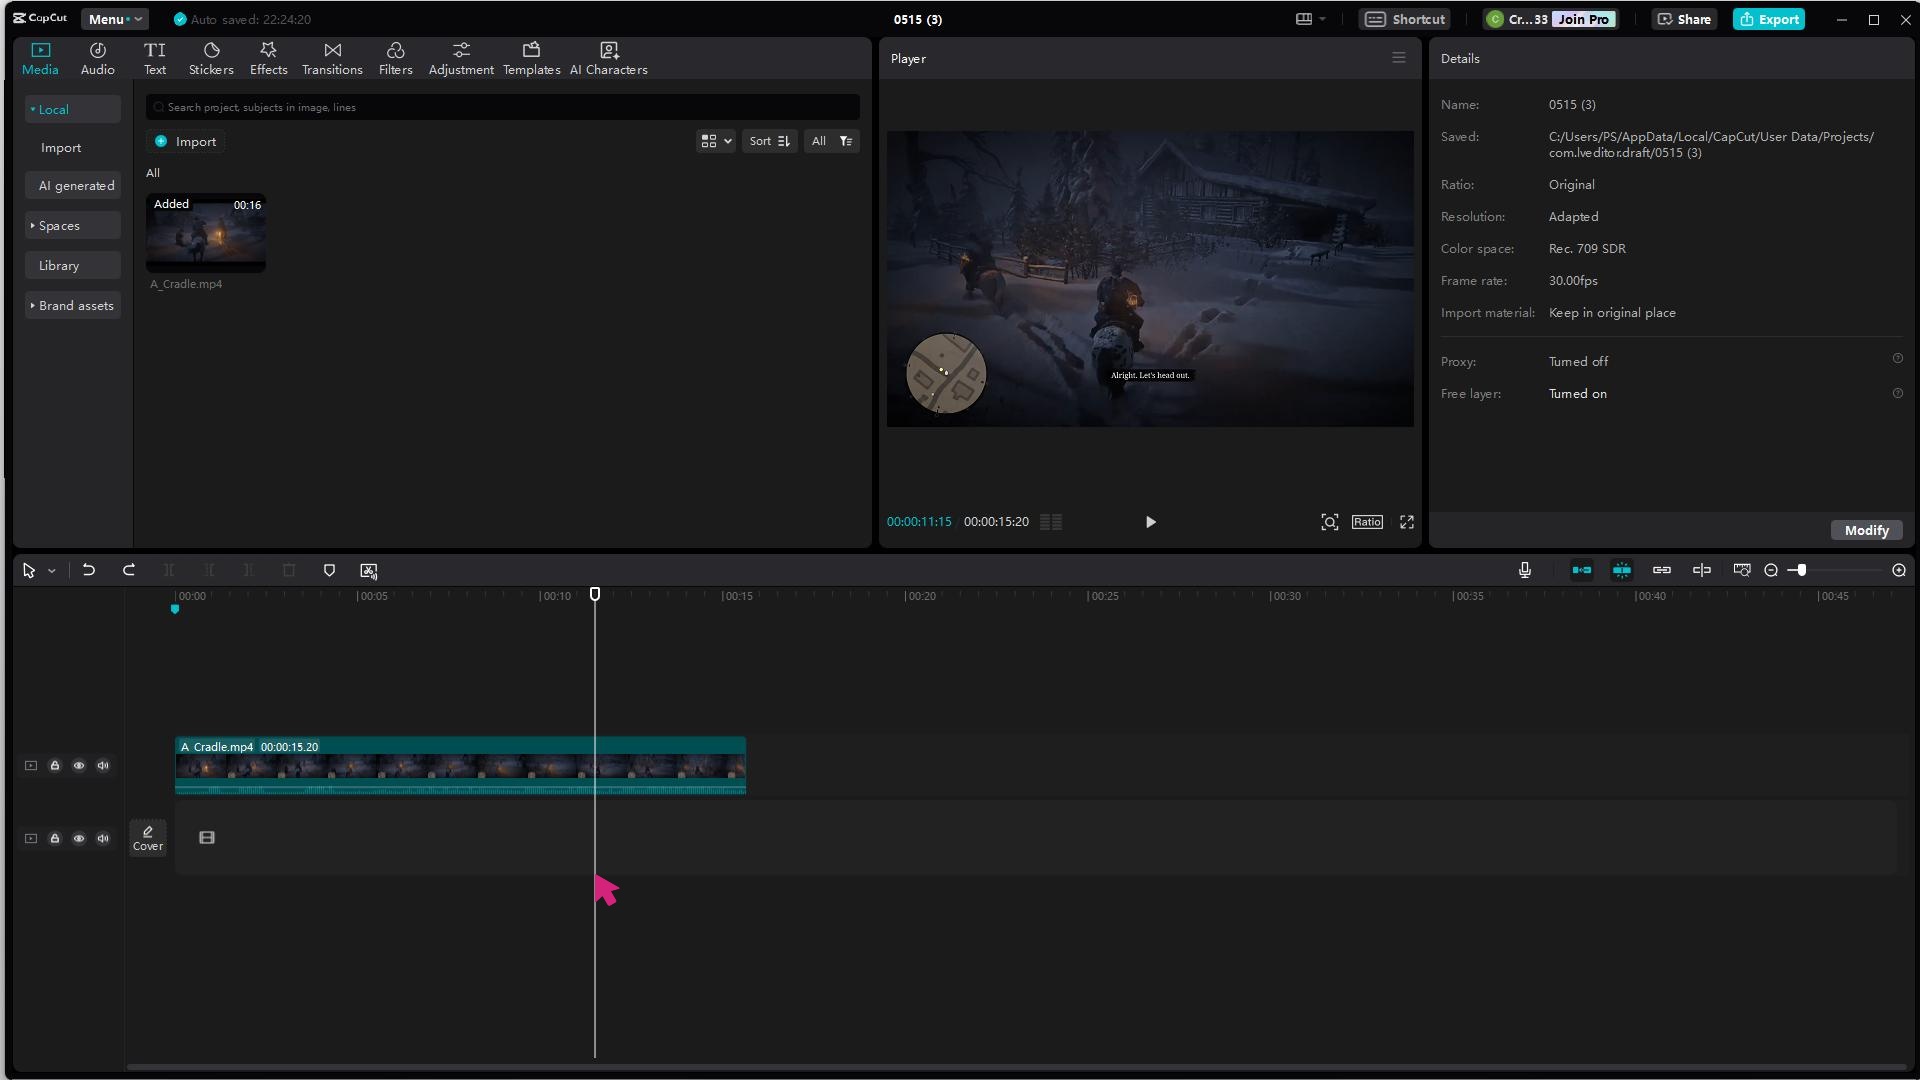 CapCut
Menu
Auto saved: 22:24:20
0515 (3)
Shortcut
C
Cr...33
Join Pro
Share
Export
Media
Audio
TI
Text
Stickers
Effects
Transitions
Filters
Adjustment
Templates
AI Characters
Local
Import
AI generated
Spaces
Library
Brand assets
Search project, subjects in image, lines
Import
Sort
All
All
Added
00:16
A_Cradle.mp4
Player
Alright. Let's head out.
00:00:11:15
00:00:15:20
Ratio
Details
Name:
0515 (3)
Saved:
C:/Users/PS/AppData/Local/CapCut/User Data/Projects/
com.lveditor.draft/0515 (3)
Ratio:
Original
Resolution:
Adapted
Color space:
Rec. 709 SDR
Frame rate:
30.00fps
Import material:
Keep in original place
Proxy:
Turned off
Free layer:
Turned on
Modify
00:00
00:05
00:10
00:15
00:20
00:25
00:30
00:35
00:40
00:45
A_Cradle.mp4 00:00:15.20
Cover